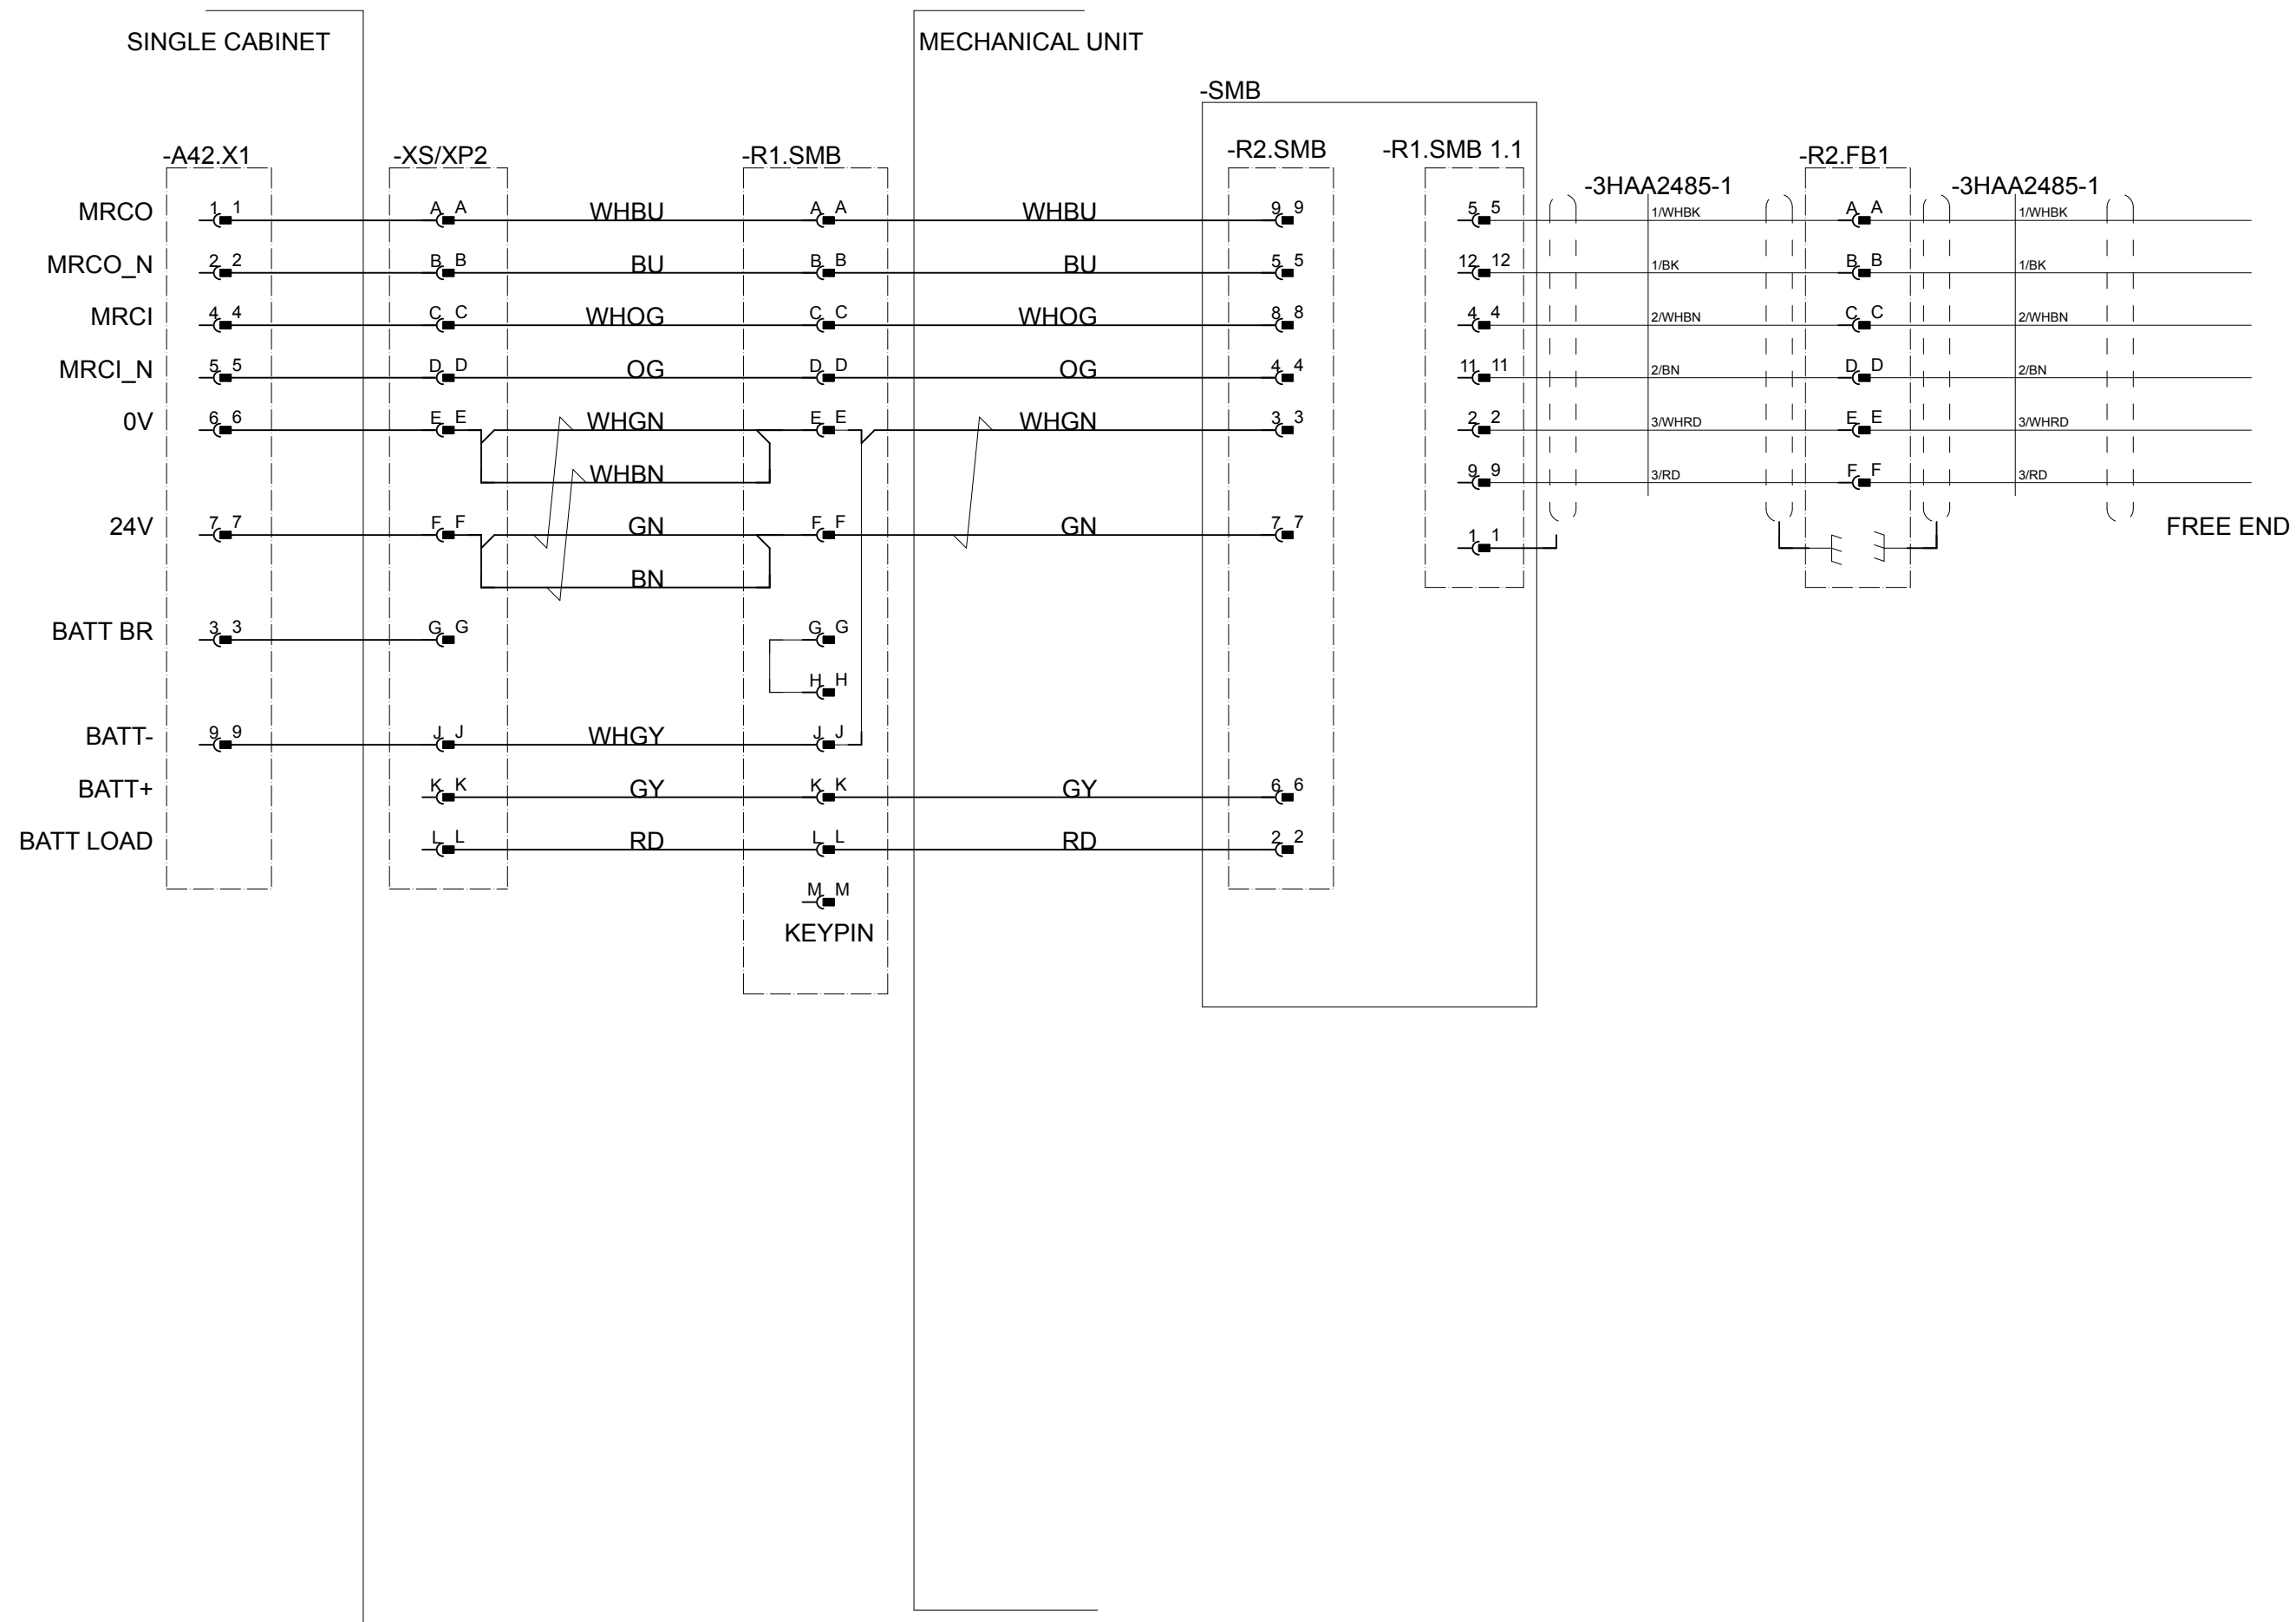 SINGLE CABINET MECHANICAL UNIT
-SMB
-A42.X1 -XS/XP2 -R1.SMB -R2.SMB -R1.SMB 1.1 -R2.FB1
-3HAA2485-1 -3HAA2485-1
MRCO 1 1 A A WHBU A A WHBU 9 9 5 5 1/WHBK A A 1/WHBK
MRCO_N 2 2 B B BU B B BU 5 5 12 12 1/BK B B 1/BK
MRCI 4 4 C C WHOG C C WHOG 8 8 4 4 2/WHBN C C 2/WHBN
MRCI_N 5 5 D D OG D D OG 4 4 11 11 2/BN D D 2/BN
0V 6 6 E E WHGN E E WHGN 3 3 2 2 3/WHRD E E 3/WHRD
WHBN 9 9 3/RD F F 3/RD
24V 7 7 F F GN F F GN 7 7 1 1 FREE END
BN
BATT BR 3 3 G G G G
H H
BATT- 9 9 J J WHGY J J
BATT+ K K GY K K GY 6 6
BATT LOAD L L RD L L RD 2 2
M M
KEYPIN